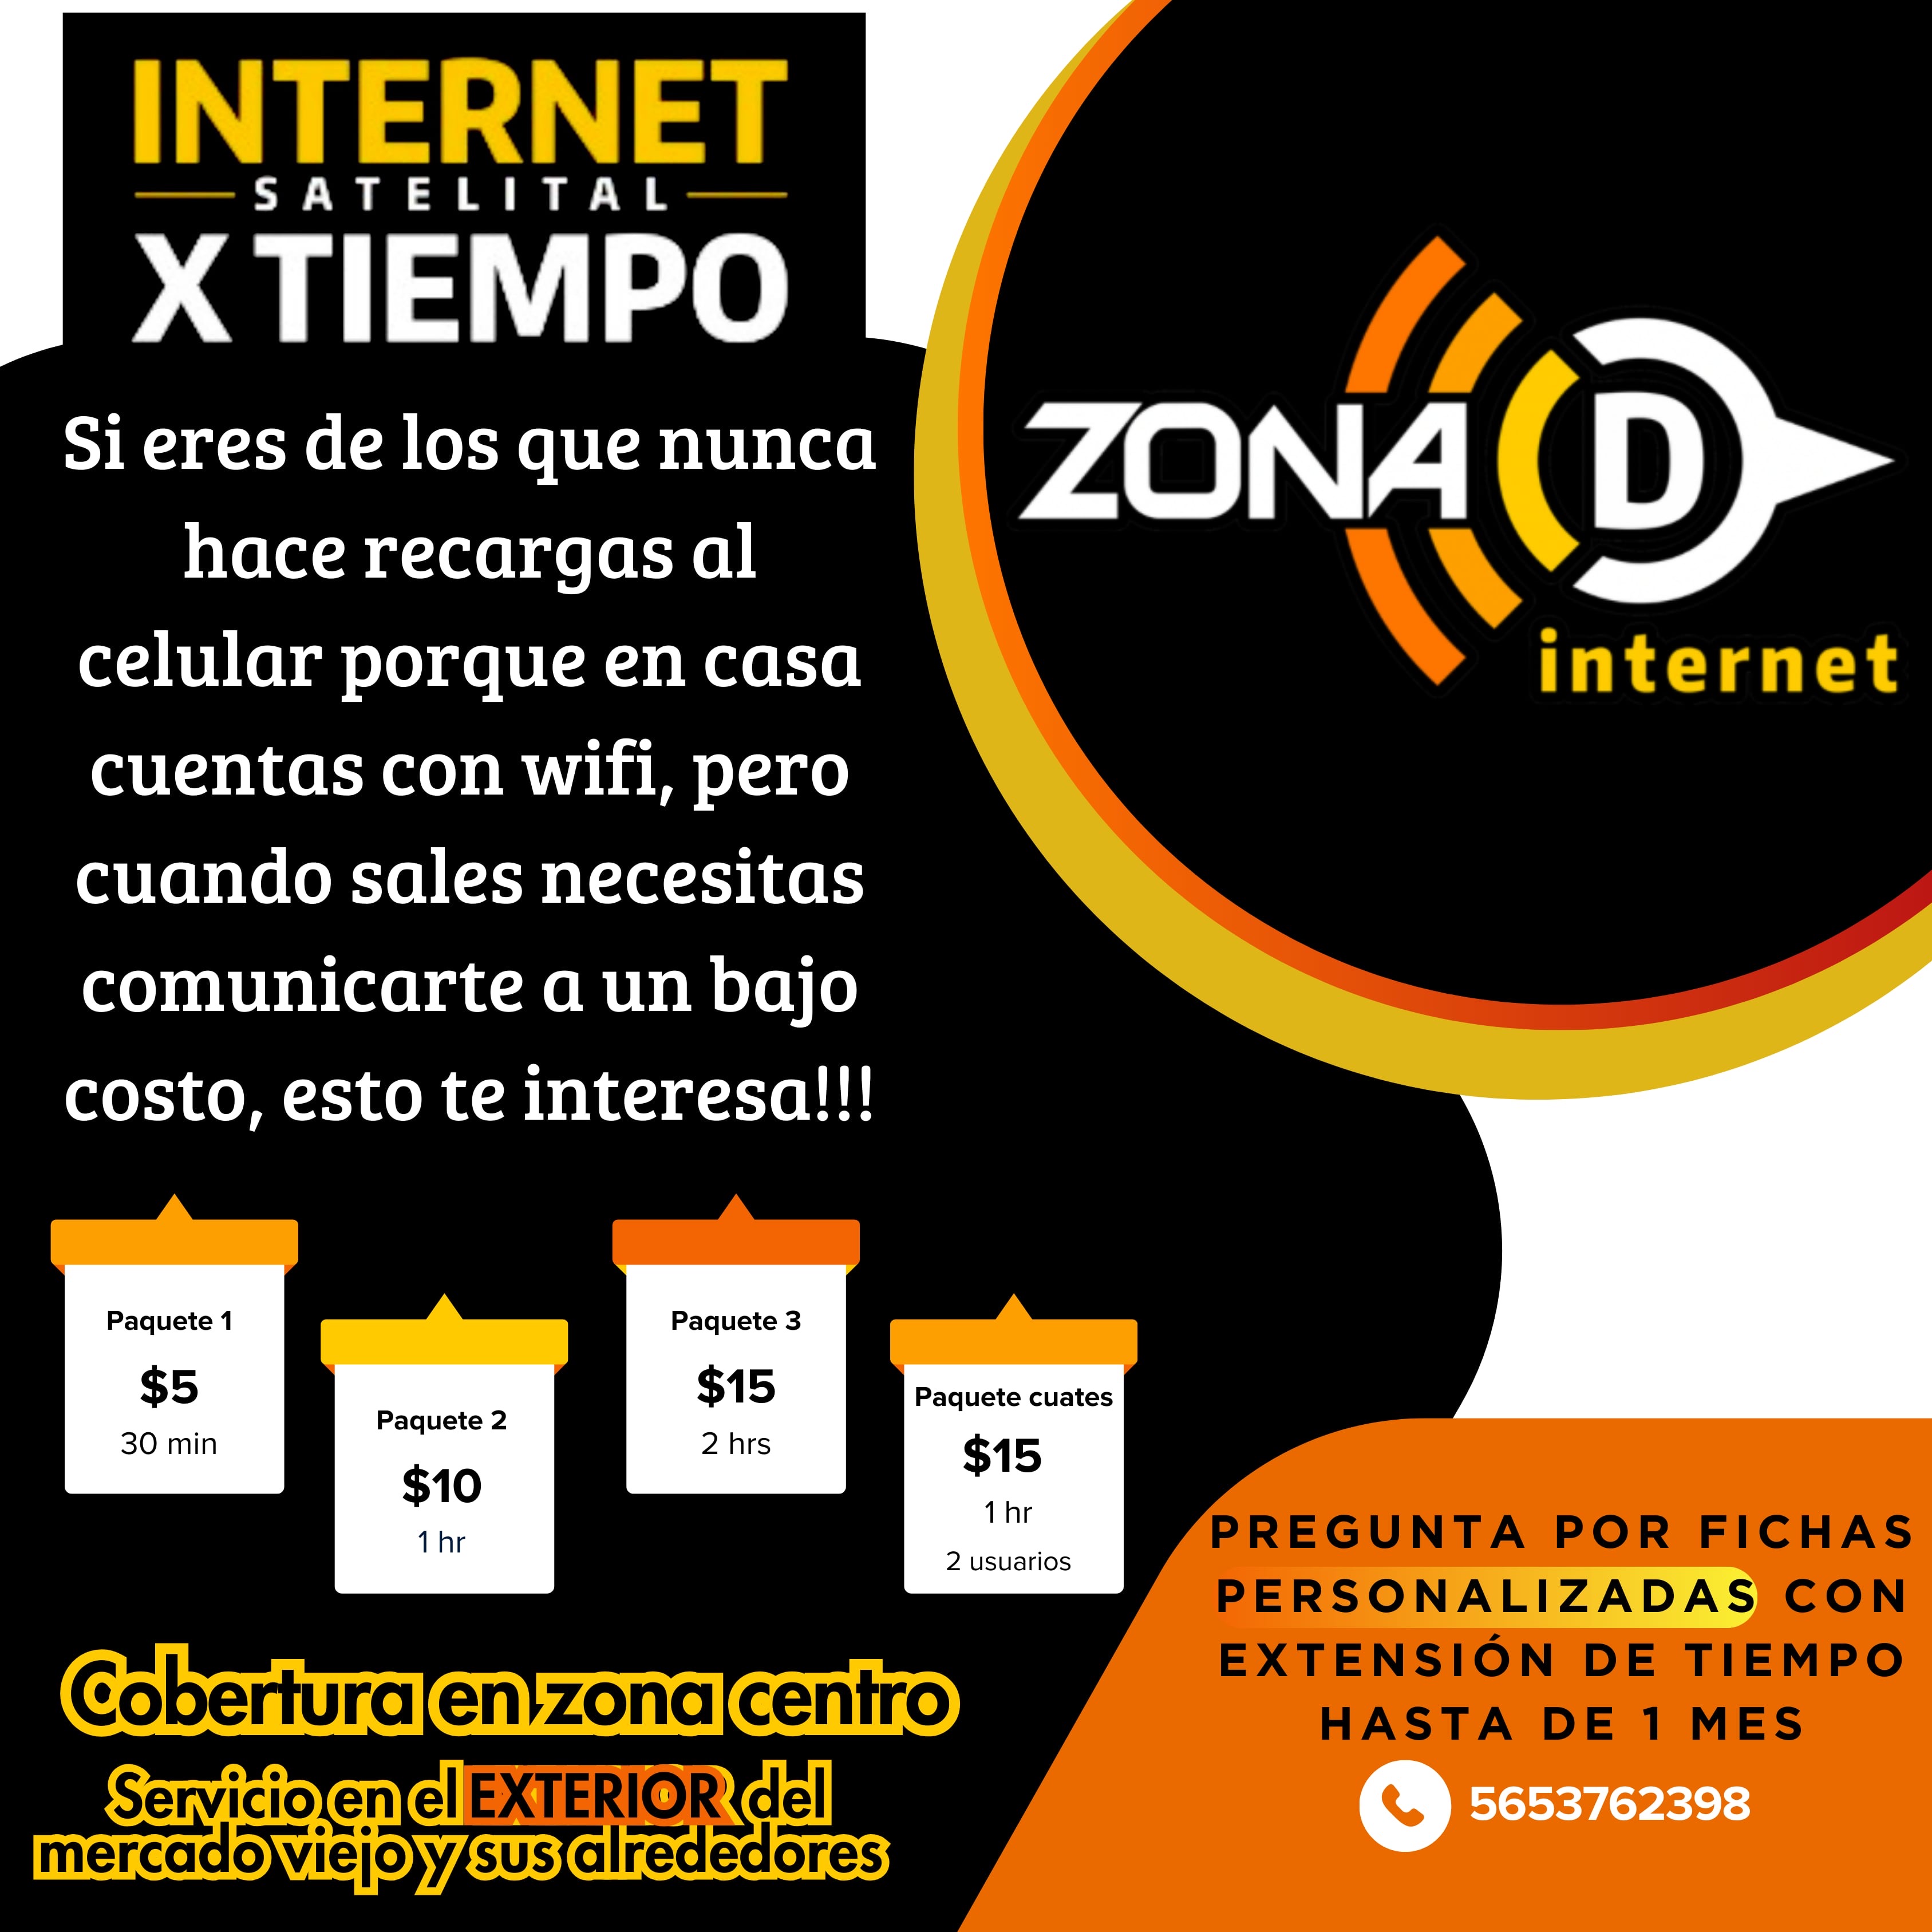 INTERNET
SATELITAL
X TIEMPO
ZONA D
internet
Si eres de los que nunca
hace recargas al
celular porque en casa
cuentas con wifi, pero
cuando sales necesitas
comunicarte a un bajo
costo, esto te interesa!!!
Paquete 1
$5
30 min
Paquete 2
$10
1 hr
Paquete 3
$15
2 hrs
Paquete cuates
$15
1 hr
2 usuarios
Cobertura en zona centro
Servicio en el EXTERIOR del
mercado viejo y sus alrededores
PREGUNTA POR FICHAS
PERSONALIZADAS CON
EXTENSIÓN DE TIEMPO
HASTA DE 1 MES
5653762398